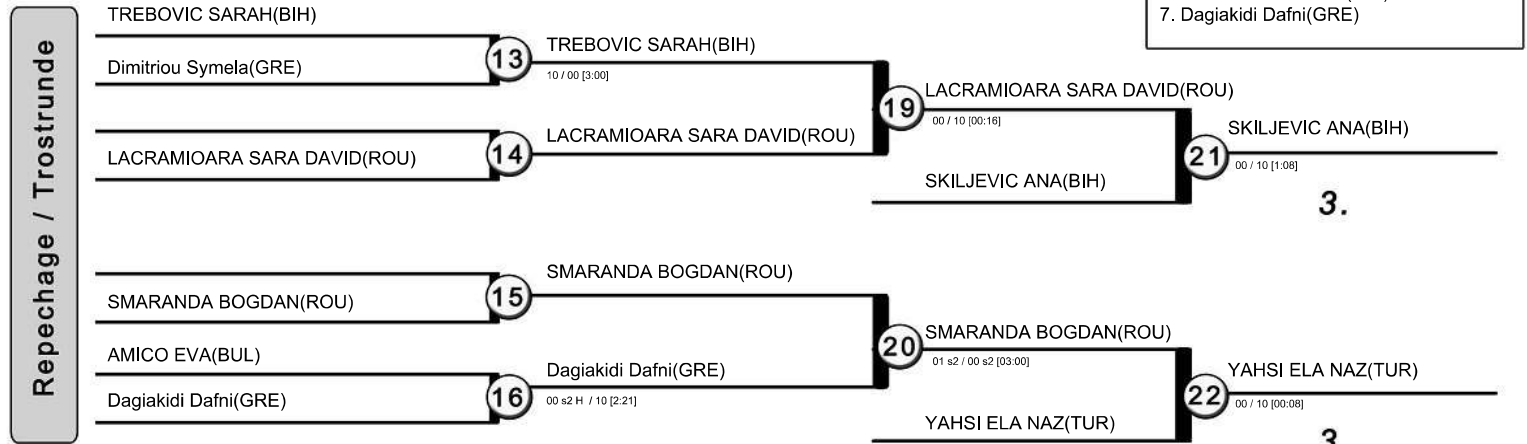 7. Dagiakidi Dafni(GRE)
Repechage / Trostrunde
TREBOVIC SARAH(BIH)
Dimitriou Symela(GRE)
13
TREBOVIC SARAH(BIH)
10 / 00 [3:00]
LACRAMIOARA SARA DAVID(ROU)
14
LACRAMIOARA SARA DAVID(ROU)
19
LACRAMIOARA SARA DAVID(ROU)
00 / 10 [00:16]
SKILJEVIC ANA(BIH)
21
SKILJEVIC ANA(BIH)
00 / 10 [1:08]
3.
SMARANDA BOGDAN(ROU)
15
SMARANDA BOGDAN(ROU)
AMICO EVA(BUL)
Dagiakidi Dafni(GRE)
16
Dagiakidi Dafni(GRE)
00 s2 H / 10 [2:21]
20
SMARANDA BOGDAN(ROU)
01 s2 / 00 s2 [03:00]
YAHSI ELA NAZ(TUR)
22
YAHSI ELA NAZ(TUR)
00 / 10 [00:08]
3.